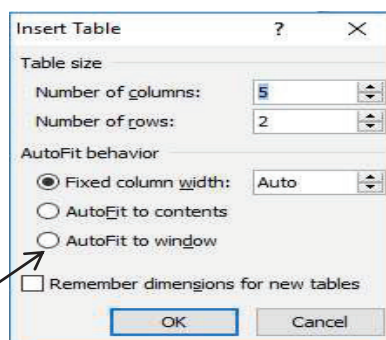 Insert Table ? ×
Table size
Number of columns: 5
Number of rows: 2
AutoFit behavior
Fixed column width: Auto
AutoFit to contents
AutoFit to window
Remember dimensions for new tables
OK Cancel